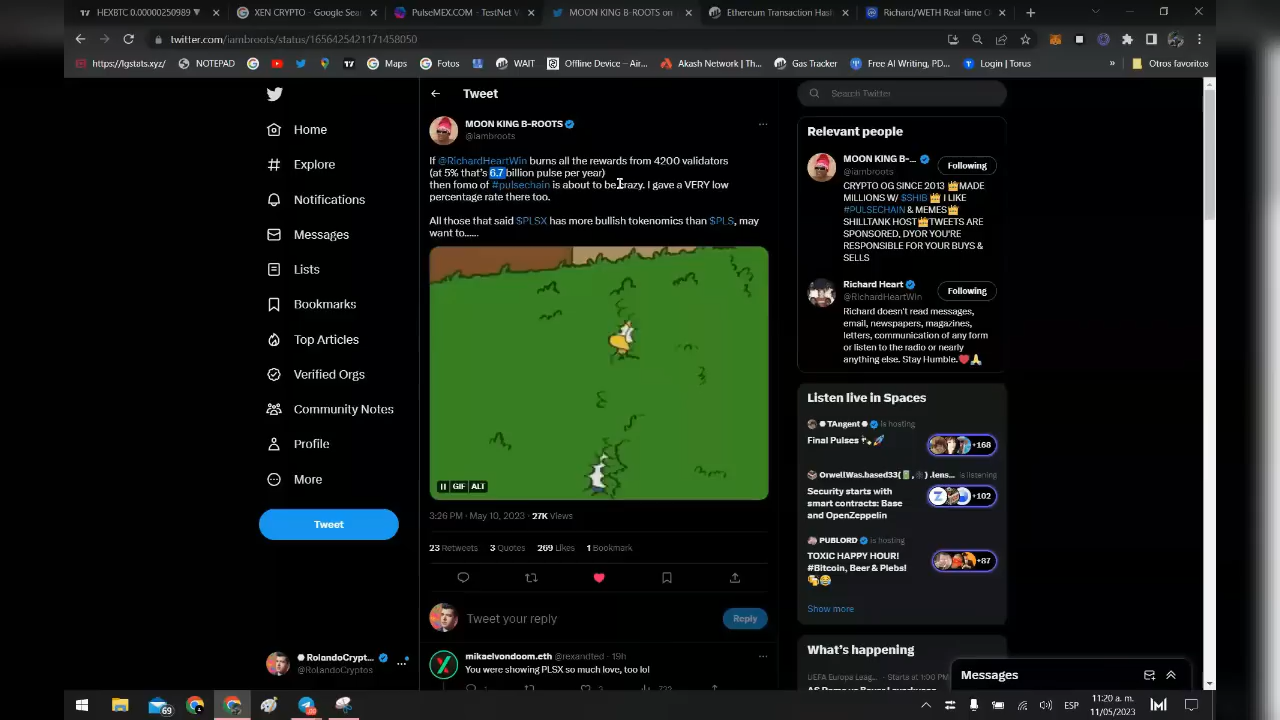 HEXBTC 0.00000250989 ▼
XEN CRYPTO - Google Sea
PulseMEX.COM - TestNet V
MOON KING B-ROOTS on
Ethereum Transaction Hash
Richard/WETH Real-time O
twitter.com/iambroots/status/1656425421171458050
https://lgstats.xyz/
NOTEPAD
Maps
Fotos
WAIT
Offline Device – Air...
Akash Network | Th...
Gas Tracker
Free AI Writing, PD...
Login | Torus
»
Otros favoritos
Home
Explore
Notifications
Messages
Lists
Bookmarks
Top Articles
Verified Orgs
Community Notes
Profile
More
Tweet
RolandoCrypt...
@RolandoCryptos
Tweet
MOON KING B-ROOTS
@iambroots
If @RichardHeartWin burns all the rewards from 4200 validators
(at 5% that's 6.7 billion pulse per year)
then fomo of #pulsechain is about to be crazy. I gave a VERY low
percentage rate there too.
All those that said $PLSX has more bullish tokenomics than $PLS, may
want to......
GIF ALT
3:26 PM · May 10, 2023 · 27K Views
23 Retweets 3 Quotes 269 Likes 1 Bookmark
Tweet your reply
Reply
mikaelvondoom.eth @rexandted · 19h
You were showing PLSX so much love, too lol
Search Twitter
Relevant people
MOON KING B-...
@iambroots
Following
CRYPTO OG SINCE 2013 👑MADE
MILLIONS W/ $SHIB 👑I LIKE
#PULSECHAIN & MEMES👑
SHILLTANK HOST👑TWEETS ARE
SPONSORED, DYOR YOU'RE
RESPONSIBLE FOR YOUR BUYS &
SELLS
Richard Heart
@RichardHeartWin
Following
Richard doesn't read messages,
email, newspapers, magazines,
letters, communication of any form
or listen to the radio or nearly
anything else. Stay Humble.❤️🙏
Listen live in Spaces
TAngent is hosting
Final Pulses
+168
OrwellWas.based33( , ) .lens... is listening
Security starts with
smart contracts: Base
and OpenZeppelin
+102
PUBLORD is hosting
TOXIC HAPPY HOUR!
#Bitcoin, Beer & Plebs!
+87
Show more
What's happening
UEFA Europa Leag... · Starts at 1:00 PM
Messages
69
ESP
11:20 a. m.
11/05/2023